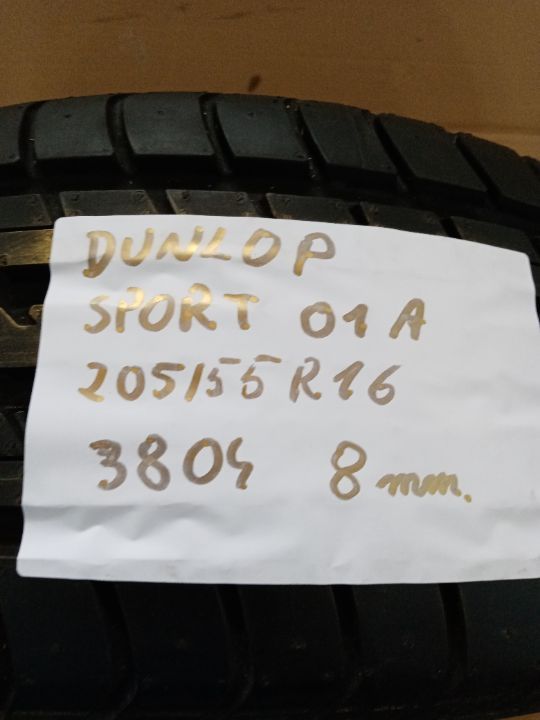 DUNLOP
SPORT 01 A
205/55 R16
3804 8 mm.